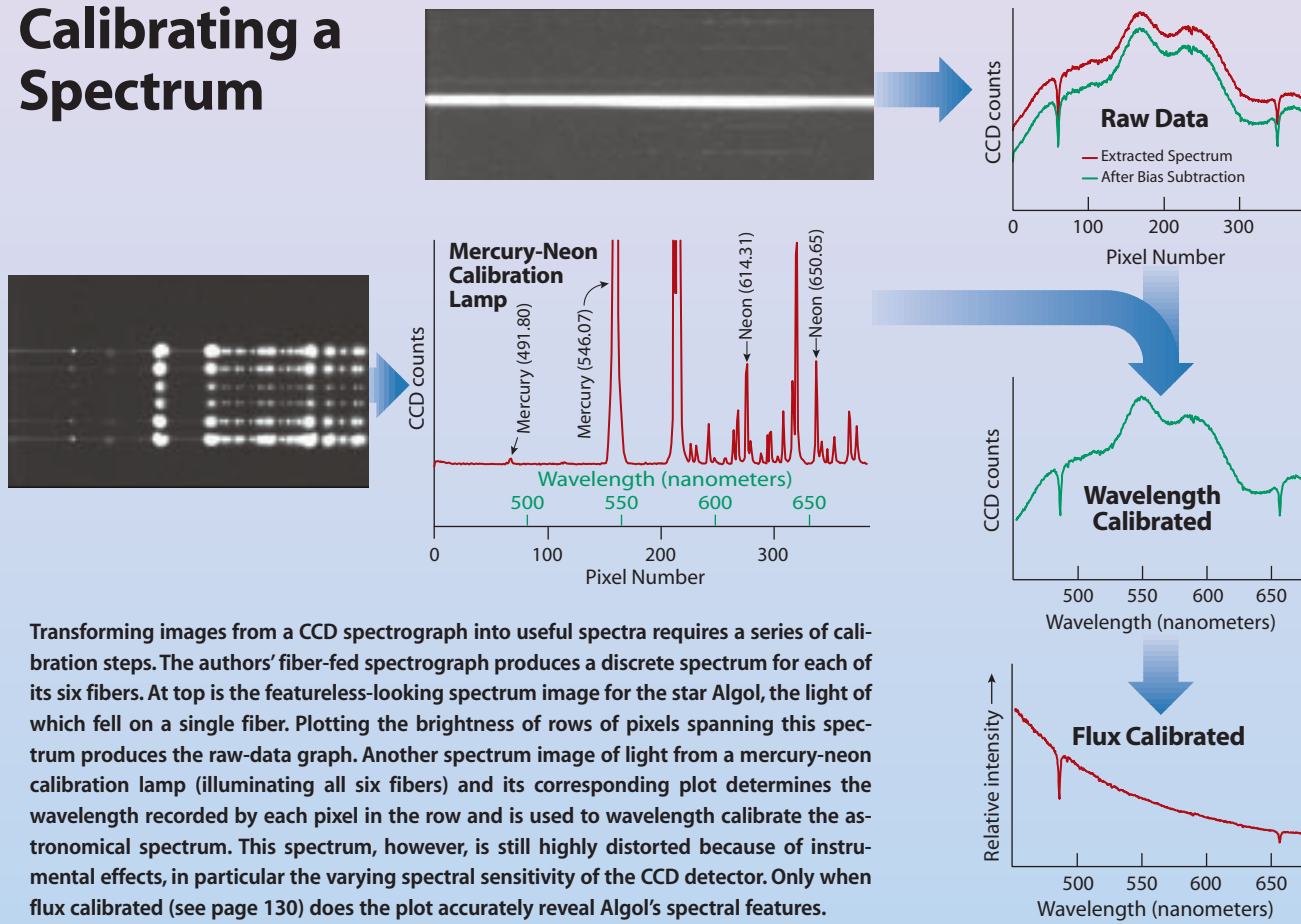 Calibrating a
Spectrum
CCD counts
Raw Data
Extracted Spectrum
After Bias Subtraction
0 100 200 300
Pixel Number
Mercury-Neon
Calibration
Lamp
CCD counts
Mercury (491.80)
Mercury (546.07)
Neon (614.31)
Neon (650.65)
Wavelength (nanometers)
500 550 600 650
0 100 200 300
Pixel Number
CCD counts
Wavelength
Calibrated
500 550 600 650
Wavelength (nanometers)
Relative intensity
Flux Calibrated
500 550 600 650
Wavelength (nanometers)
Transforming images from a CCD spectrograph into useful spectra requires a series of cali-
bration steps. The authors’ fiber-fed spectrograph produces a discrete spectrum for each of
its six fibers. At top is the featureless-looking spectrum image for the star Algol, the light of
which fell on a single fiber. Plotting the brightness of rows of pixels spanning this spec-
trum produces the raw-data graph. Another spectrum image of light from a mercury-neon
calibration lamp (illuminating all six fibers) and its corresponding plot determines the
wavelength recorded by each pixel in the row and is used to wavelength calibrate the as-
tronomical spectrum. This spectrum, however, is still highly distorted because of instru-
mental effects, in particular the varying spectral sensitivity of the CCD detector. Only when
flux calibrated (see page 130) does the plot accurately reveal Algol’s spectral features.